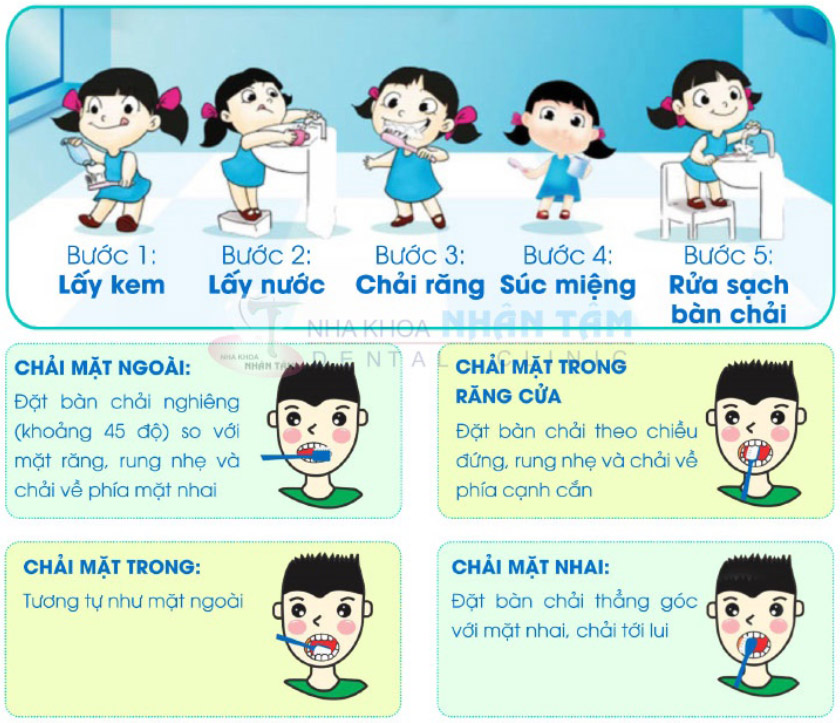 Bước 1:
Lấy kem
Bước 2:
Lấy nước
Bước 3:
Chải răng
Bước 4:
Súc miệng
Bước 5:
Rửa sạch
bàn chải
NHA KHOA NHÂN TÂM
DENTAL CLINIC
NHA KHOA
NHÂN TÂM
CHẢI MẶT NGOÀI:
Đặt bàn chải nghiêng
(khoảng 45 độ) so với
mặt răng, rung nhẹ và
chải về phía mặt nhai
CHẢI MẶT TRONG
RĂNG CỬA
Đặt bàn chải theo chiều
đứng, rung nhẹ và chải về
phía cạnh cắn
CHẢI MẶT TRONG:
Tương tự như mặt ngoài
CHẢI MẶT NHAI:
Đặt bàn chải thẳng góc
với mặt nhai, chải tới lui